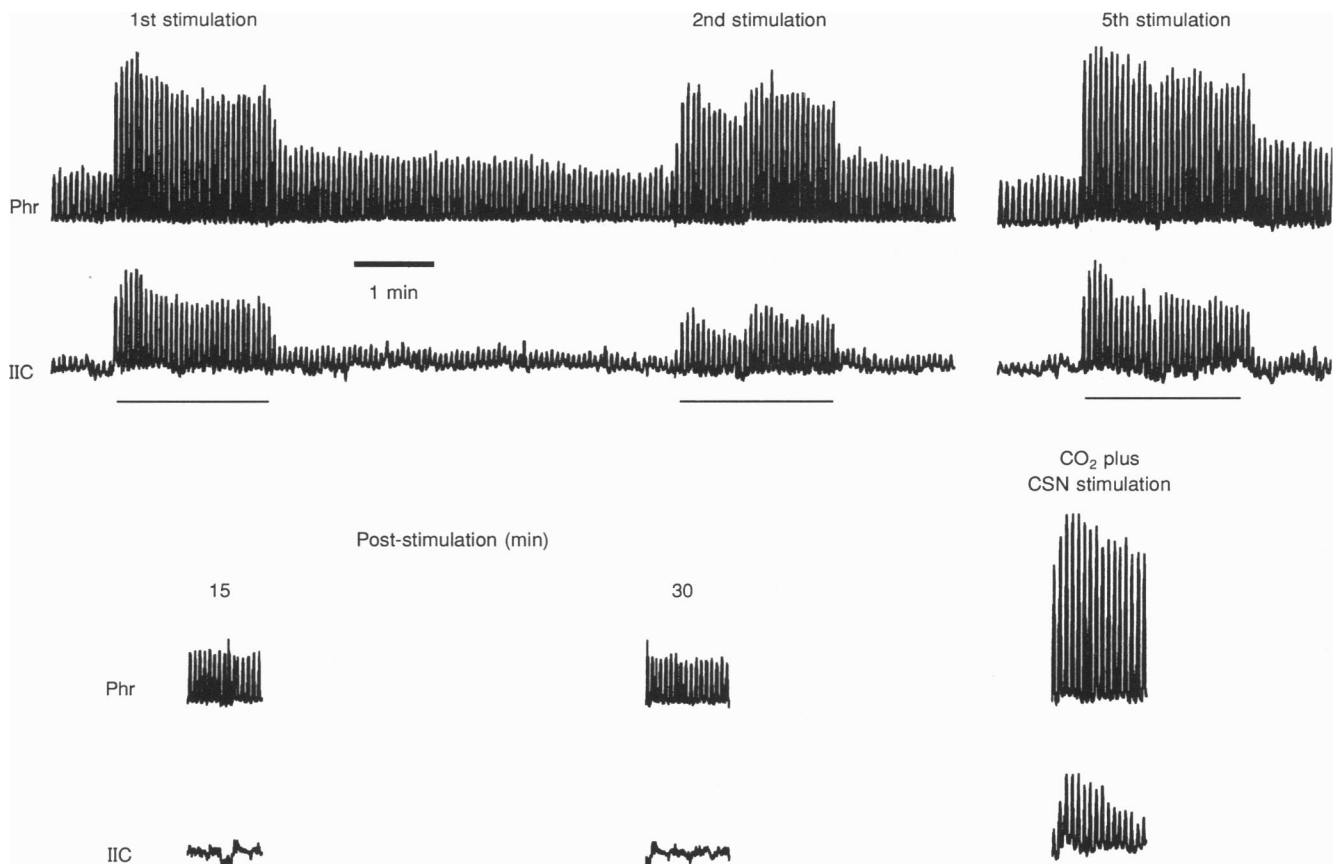 1st stimulation
2nd stimulation
5th stimulation
Phr
1 min
IIC
CO₂ plus
CSN stimulation
Post-stimulation (min)
15
30
Phr
IIC